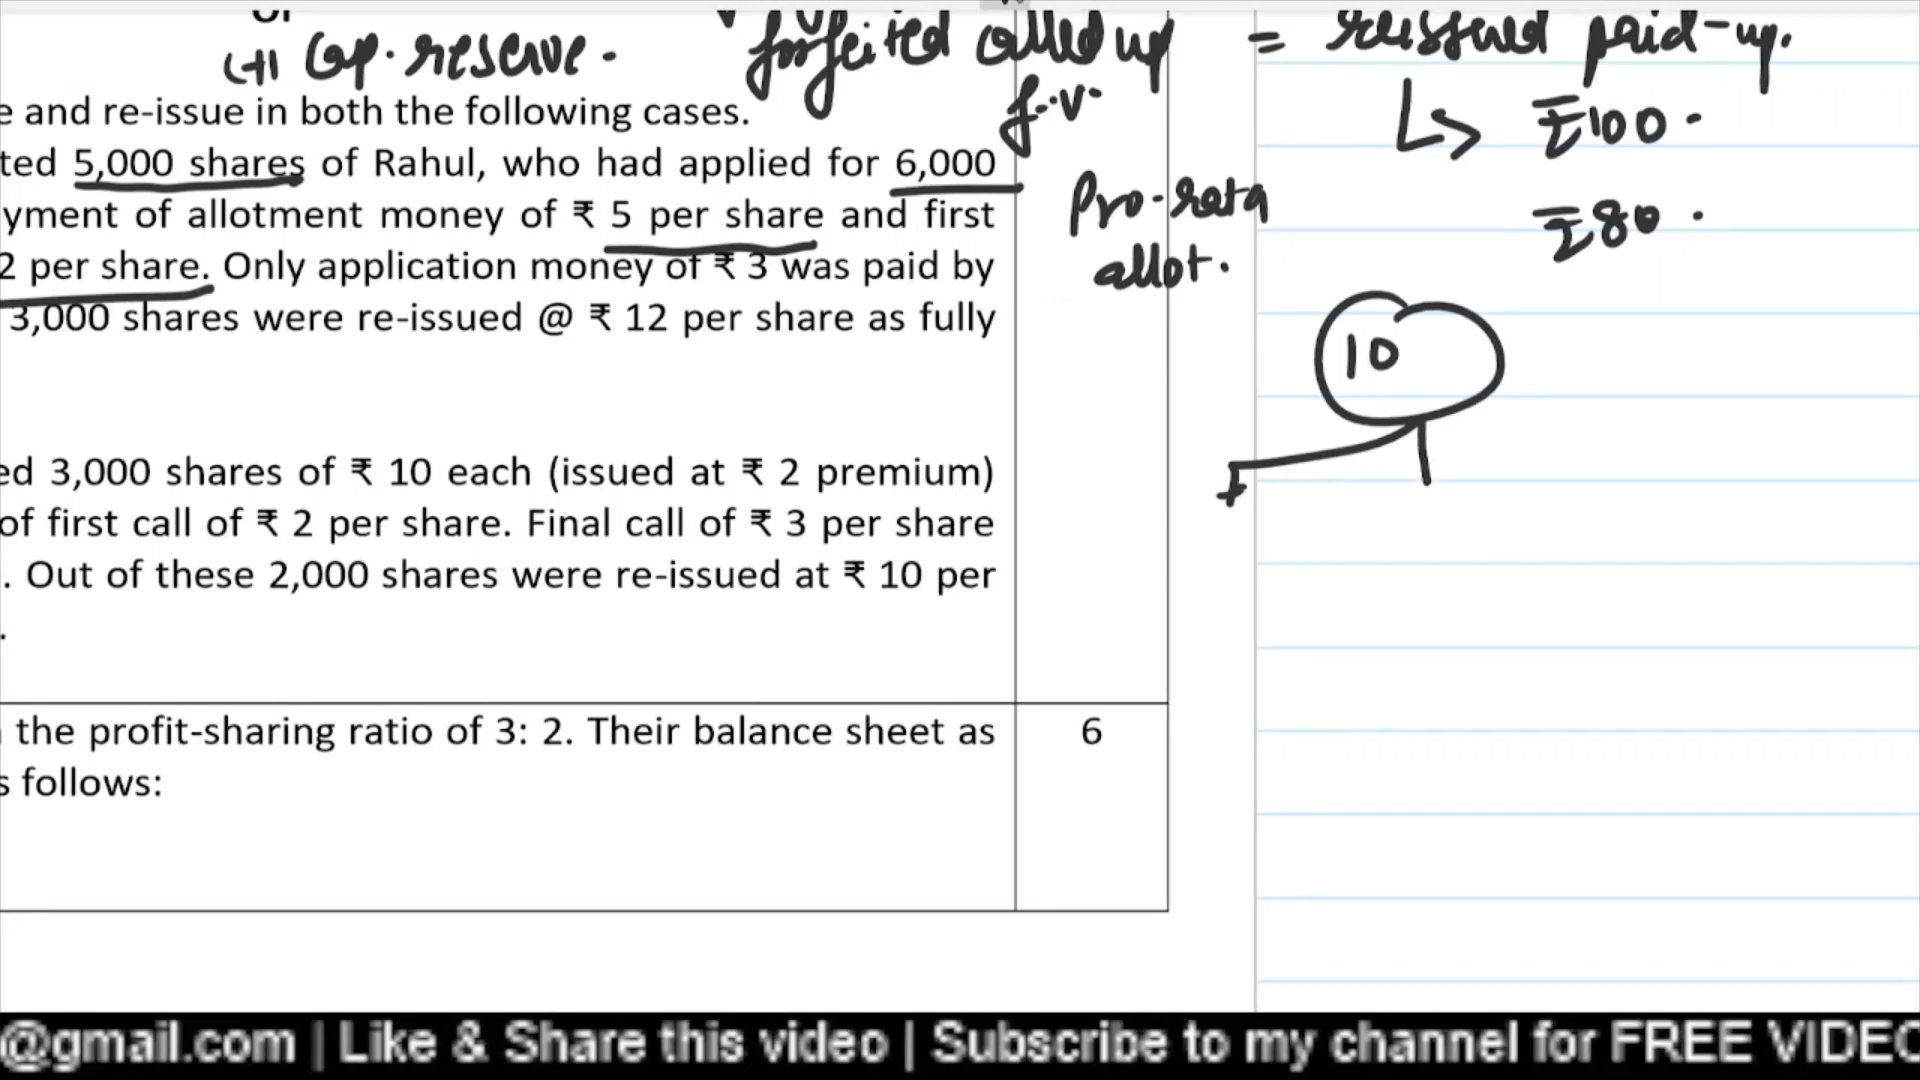 (+) Cap. reserve.
forfeited called up = reissued paid-up.
f.v.
e and re-issue in both the following cases.
₹100.
ted 5,000 shares of Rahul, who had applied for 6,000
Pro-rata
allot.
yment of allotment money of ₹ 5 per share and first
₹80.
2 per share. Only application money of ₹ 3 was paid by
3,000 shares were re-issued @ ₹ 12 per share as fully
10
ed 3,000 shares of ₹ 10 each (issued at ₹ 2 premium)
of first call of ₹ 2 per share. Final call of ₹ 3 per share
. Out of these 2,000 shares were re-issued at ₹ 10 per
.
the profit-sharing ratio of 3: 2. Their balance sheet as
6
s follows:
@gmail.com | Like & Share this video | Subscribe to my channel for FREE VIDEO